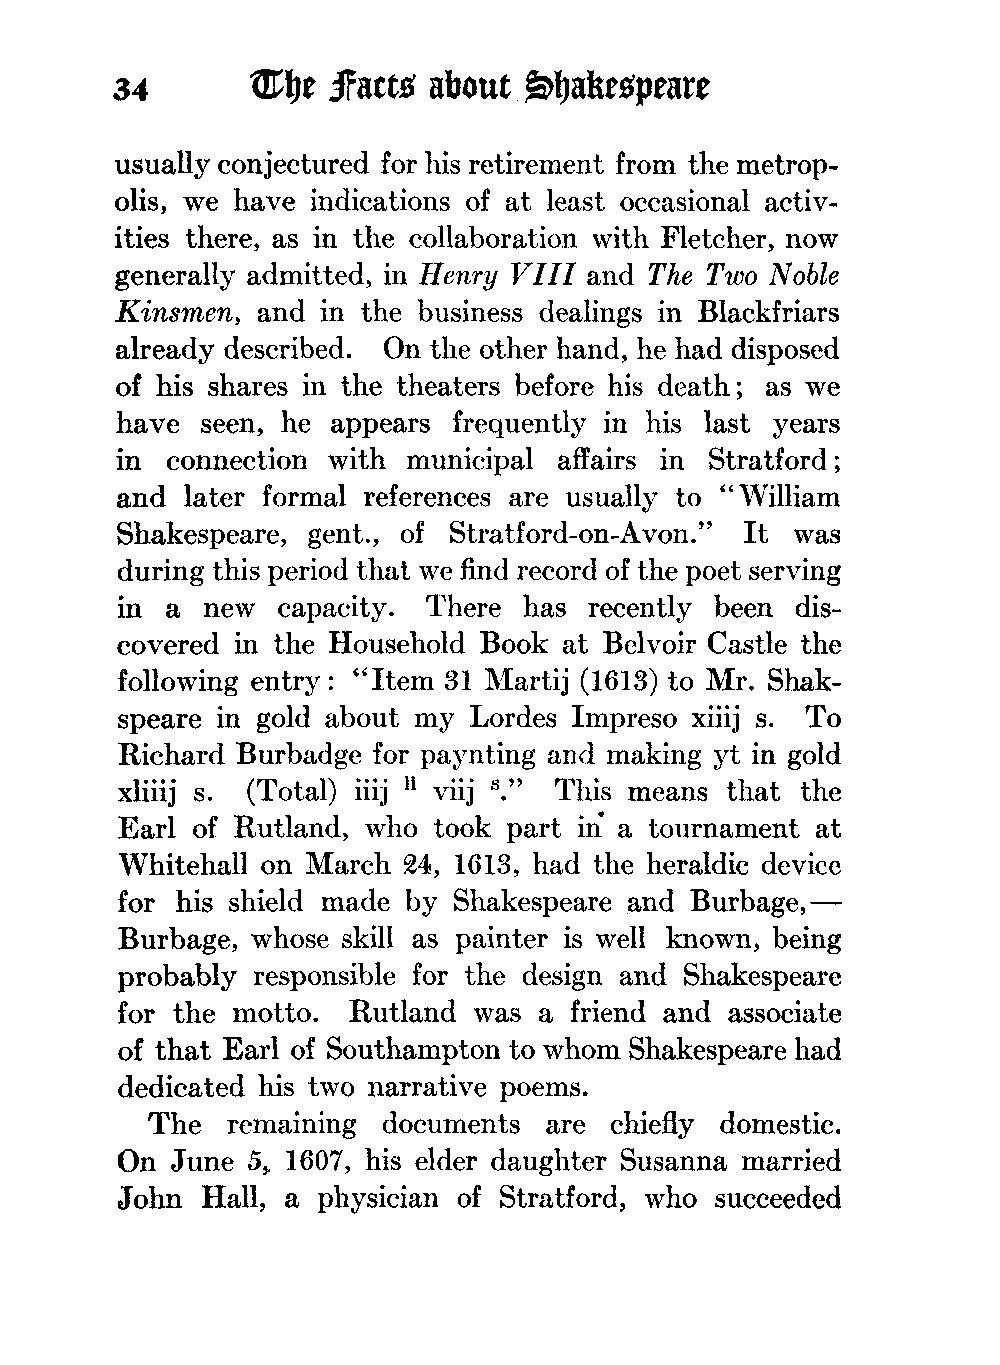 34 The Facts about Shakespeare
usually conjectured for his retirement from the metrop-
olis, we have indications of at least occasional activ-
ities there, as in the collaboration with Fletcher, now
generally admitted, in Henry VIII and The Two Noble
Kinsmen, and in the business dealings in Blackfriars
already described. On the other hand, he had disposed
of his shares in the theaters before his death; as we
have seen, he appears frequently in his last years
in connection with municipal affairs in Stratford;
and later formal references are usually to "William
Shakespeare, gent., of Stratford-on-Avon." It was
during this period that we find record of the poet serving
in a new capacity. There has recently been dis-
covered in the Household Book at Belvoir Castle the
following entry: "Item 31 Martij (1613) to Mr. Shak-
speare in gold about my Lordes Impreso xiiij s. To
Richard Burbadge for paynting and making yt in gold
xliiij s. (Total) iiij li viij s." This means that the
Earl of Rutland, who took part in a tournament at
Whitehall on March 24, 1613, had the heraldic device
for his shield made by Shakespeare and Burbage,—
Burbage, whose skill as painter is well known, being
probably responsible for the design and Shakespeare
for the motto. Rutland was a friend and associate
of that Earl of Southampton to whom Shakespeare had
dedicated his two narrative poems.
The remaining documents are chiefly domestic.
On June 5, 1607, his elder daughter Susanna married
John Hall, a physician of Stratford, who succeeded